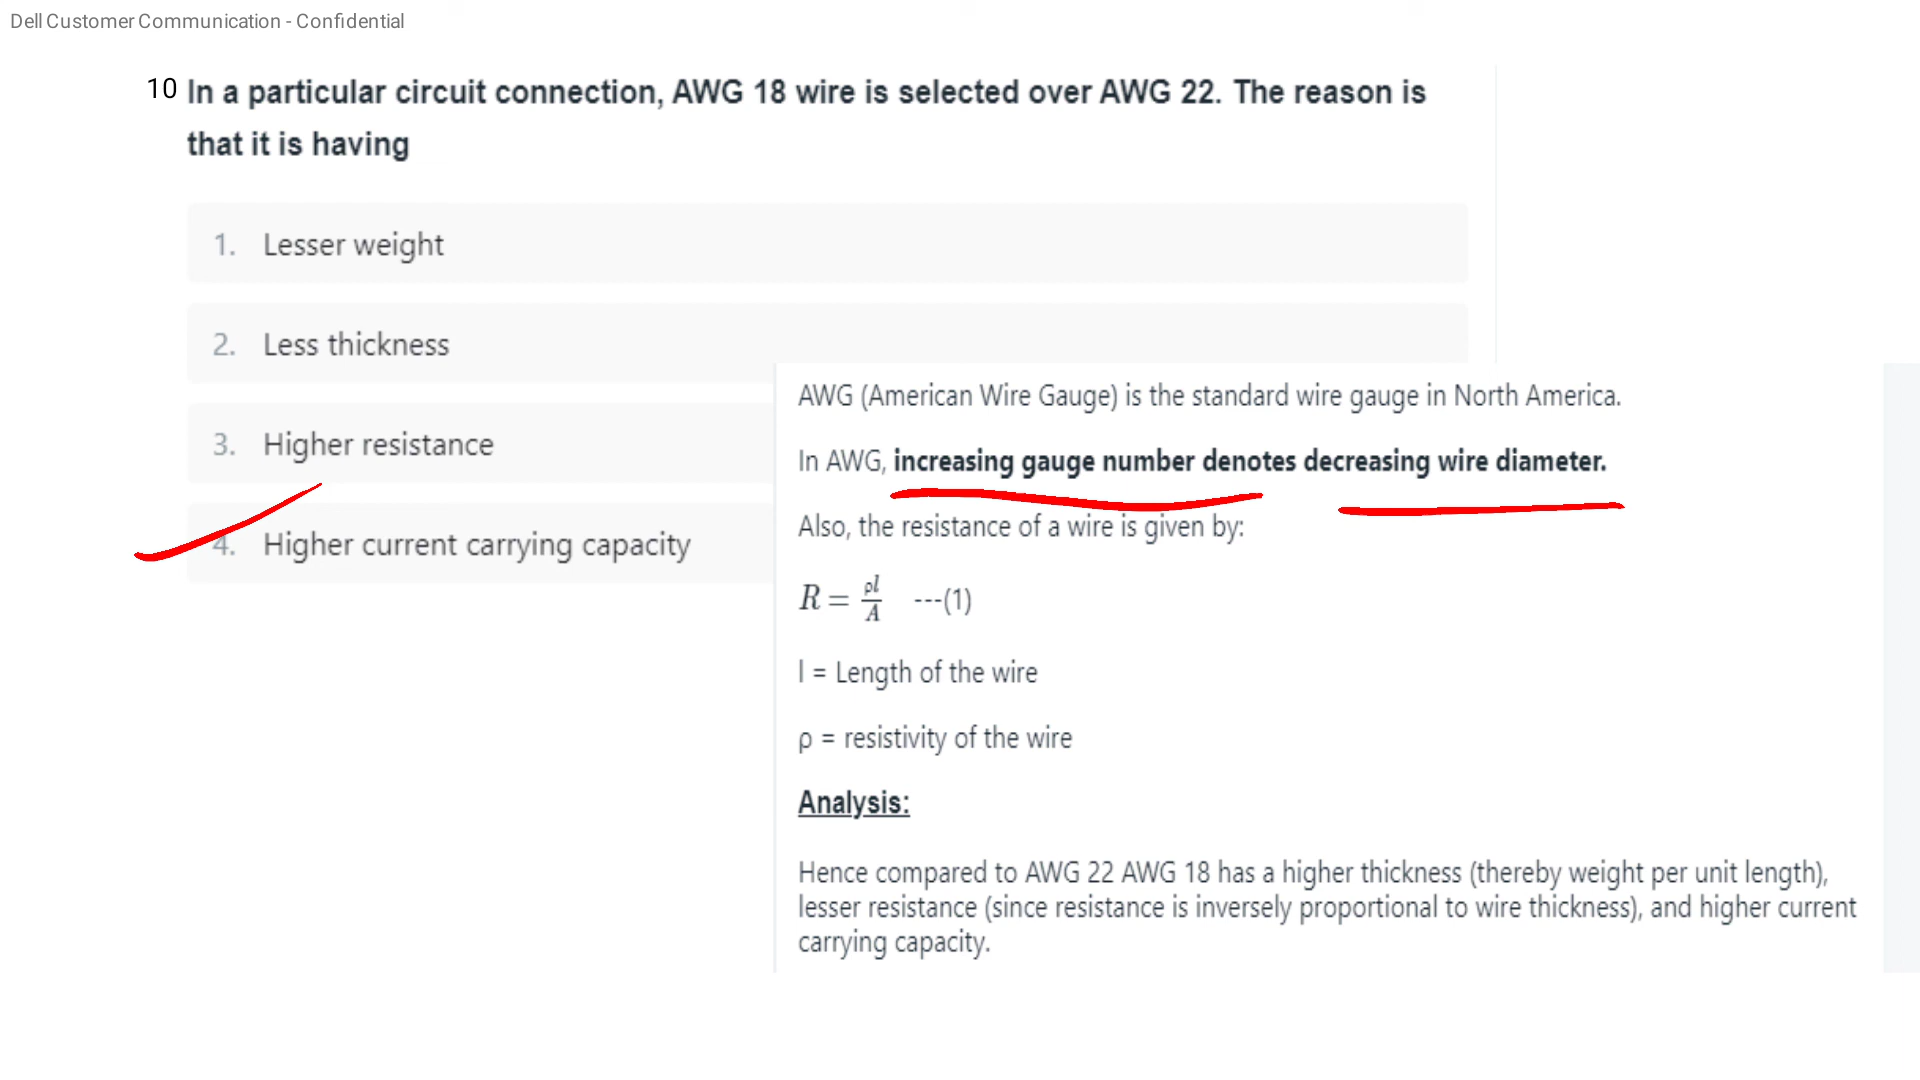 Dell Customer Communication - Confidential
10 In a particular circuit connection, AWG 18 wire is selected over AWG 22. The reason is
that it is having
1. Lesser weight
2. Less thickness
3. Higher resistance
4. Higher current carrying capacity
AWG (American Wire Gauge) is the standard wire gauge in North America.
In AWG, increasing gauge number denotes decreasing wire diameter.
Also, the resistance of a wire is given by:
R = ρl/A ---(1)
l = Length of the wire
ρ = resistivity of the wire
Analysis:
Hence compared to AWG 22 AWG 18 has a higher thickness (thereby weight per unit length),
lesser resistance (since resistance is inversely proportional to wire thickness), and higher current
carrying capacity.